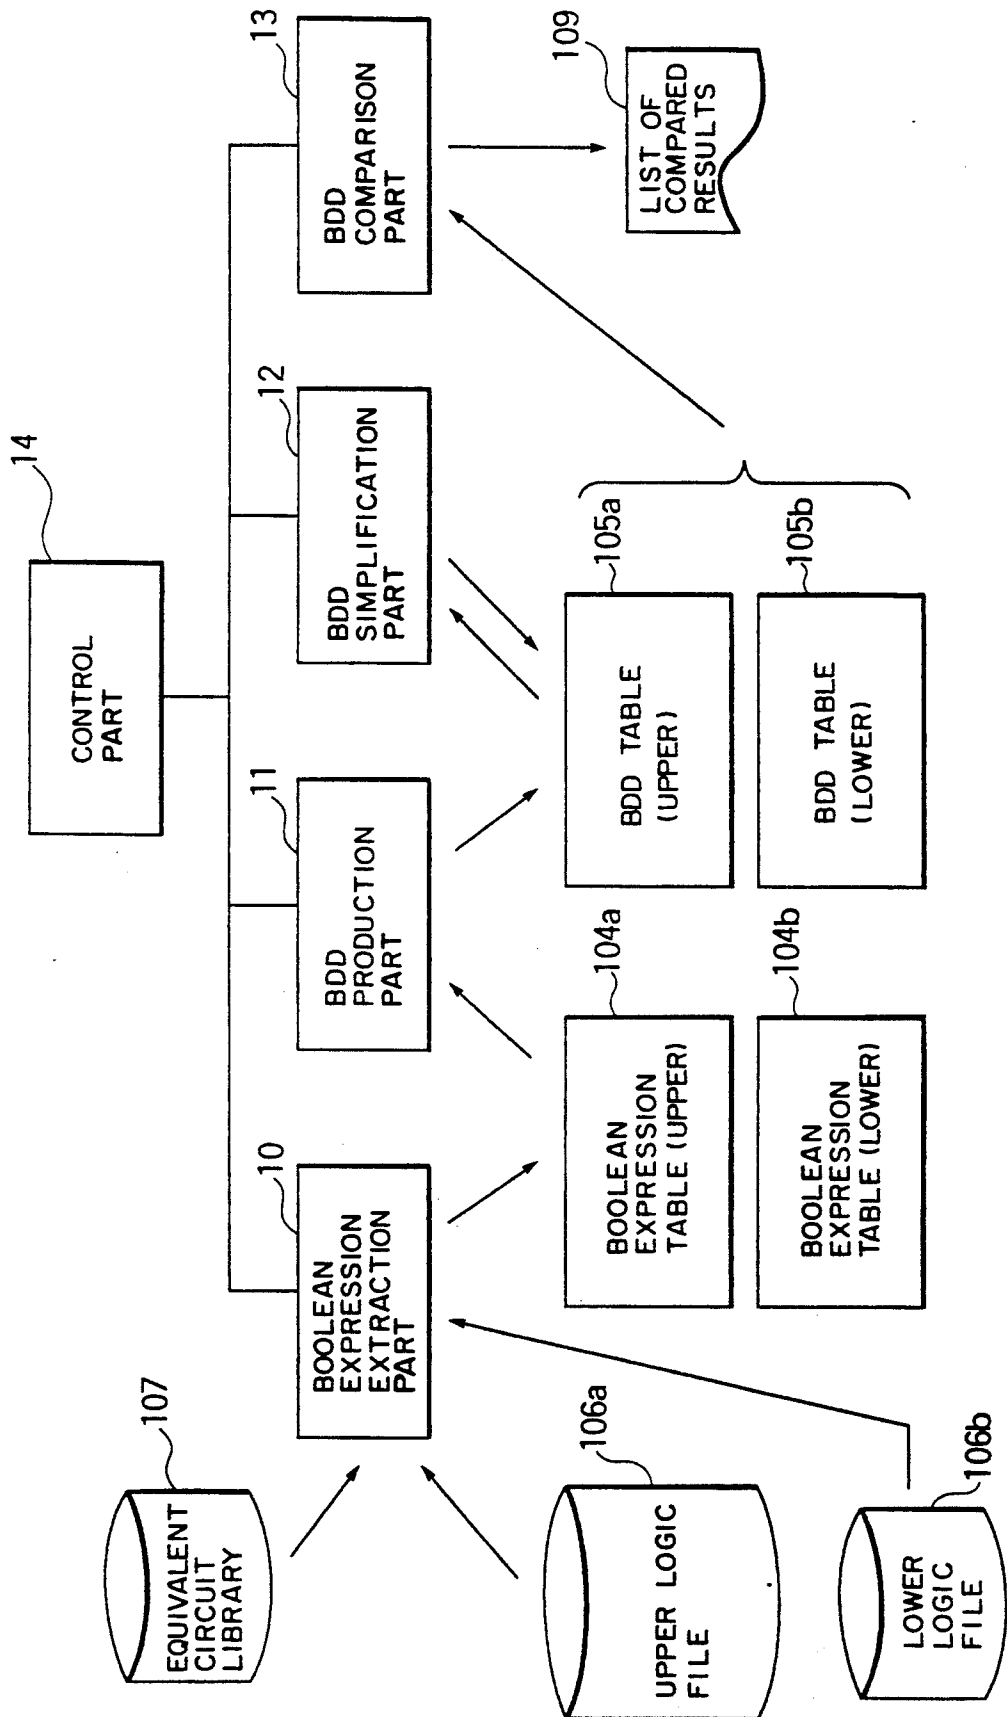 14
CONTROL
PART
107
EQUIVALENT
CIRCUIT
LIBRARY
10
BOOLEAN
EXPRESSION
EXTRACTION
PART
11
BDD
PRODUCTION
PART
12
BDD
SIMPLIFICATION
PART
13
BDD
COMPARISON
PART
106a
UPPER LOGIC
FILE
104a
BOOLEAN
EXPRESSION
TABLE (UPPER)
105a
BDD TABLE
(UPPER)
109
LIST OF
COMPARED
RESULTS
106b
LOWER
LOGIC
FILE
104b
BOOLEAN
EXPRESSION
TABLE (LOWER)
105b
BDD TABLE
(LOWER)